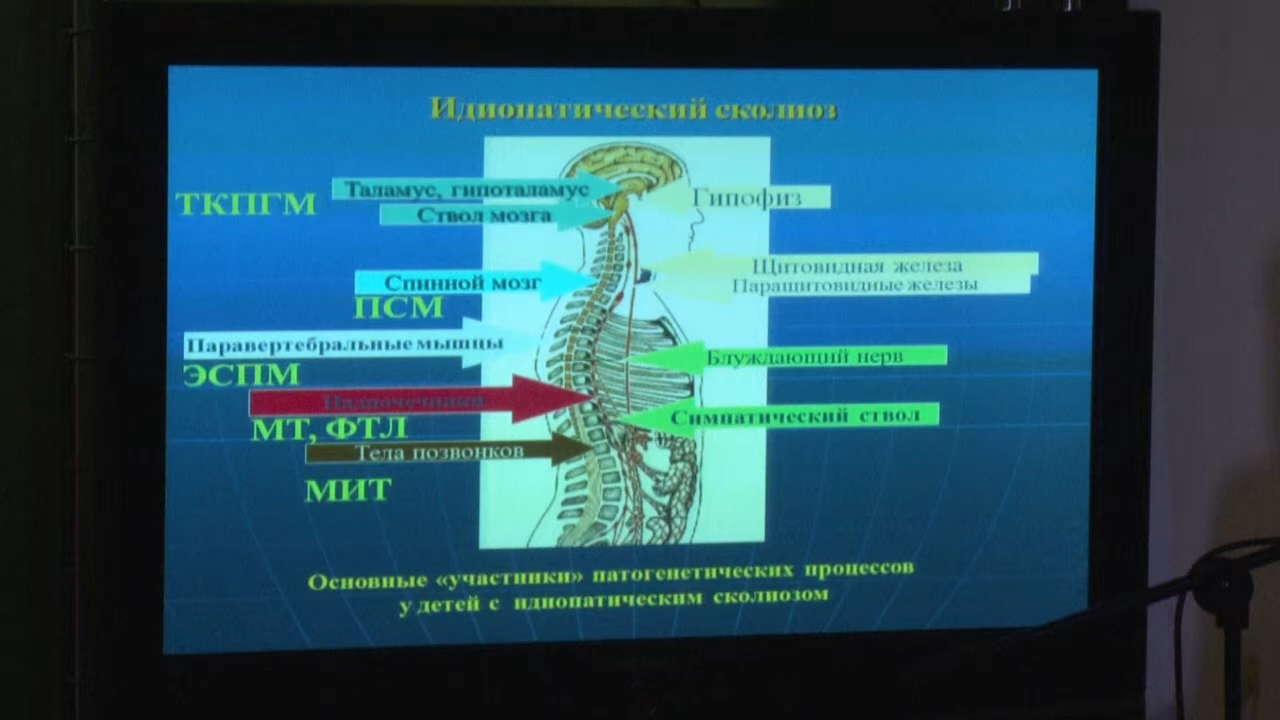 Идиопатический сколиоз
Таламус, гипоталамус
ТКПГМ
Гипофиз
Ствол мозга
Щитовидная железа
Спинной мозг
Паращитовидные железы
ПСМ
Паравертебральные мышцы
Блуждающий нерв
ЭСПМ
Надпочечники
Симпатический ствол
МТ, ФТЛ
Тела позвонков
МИТ
Основные «участники» патогенетических процессов
у детей с идиопатическим сколиозом